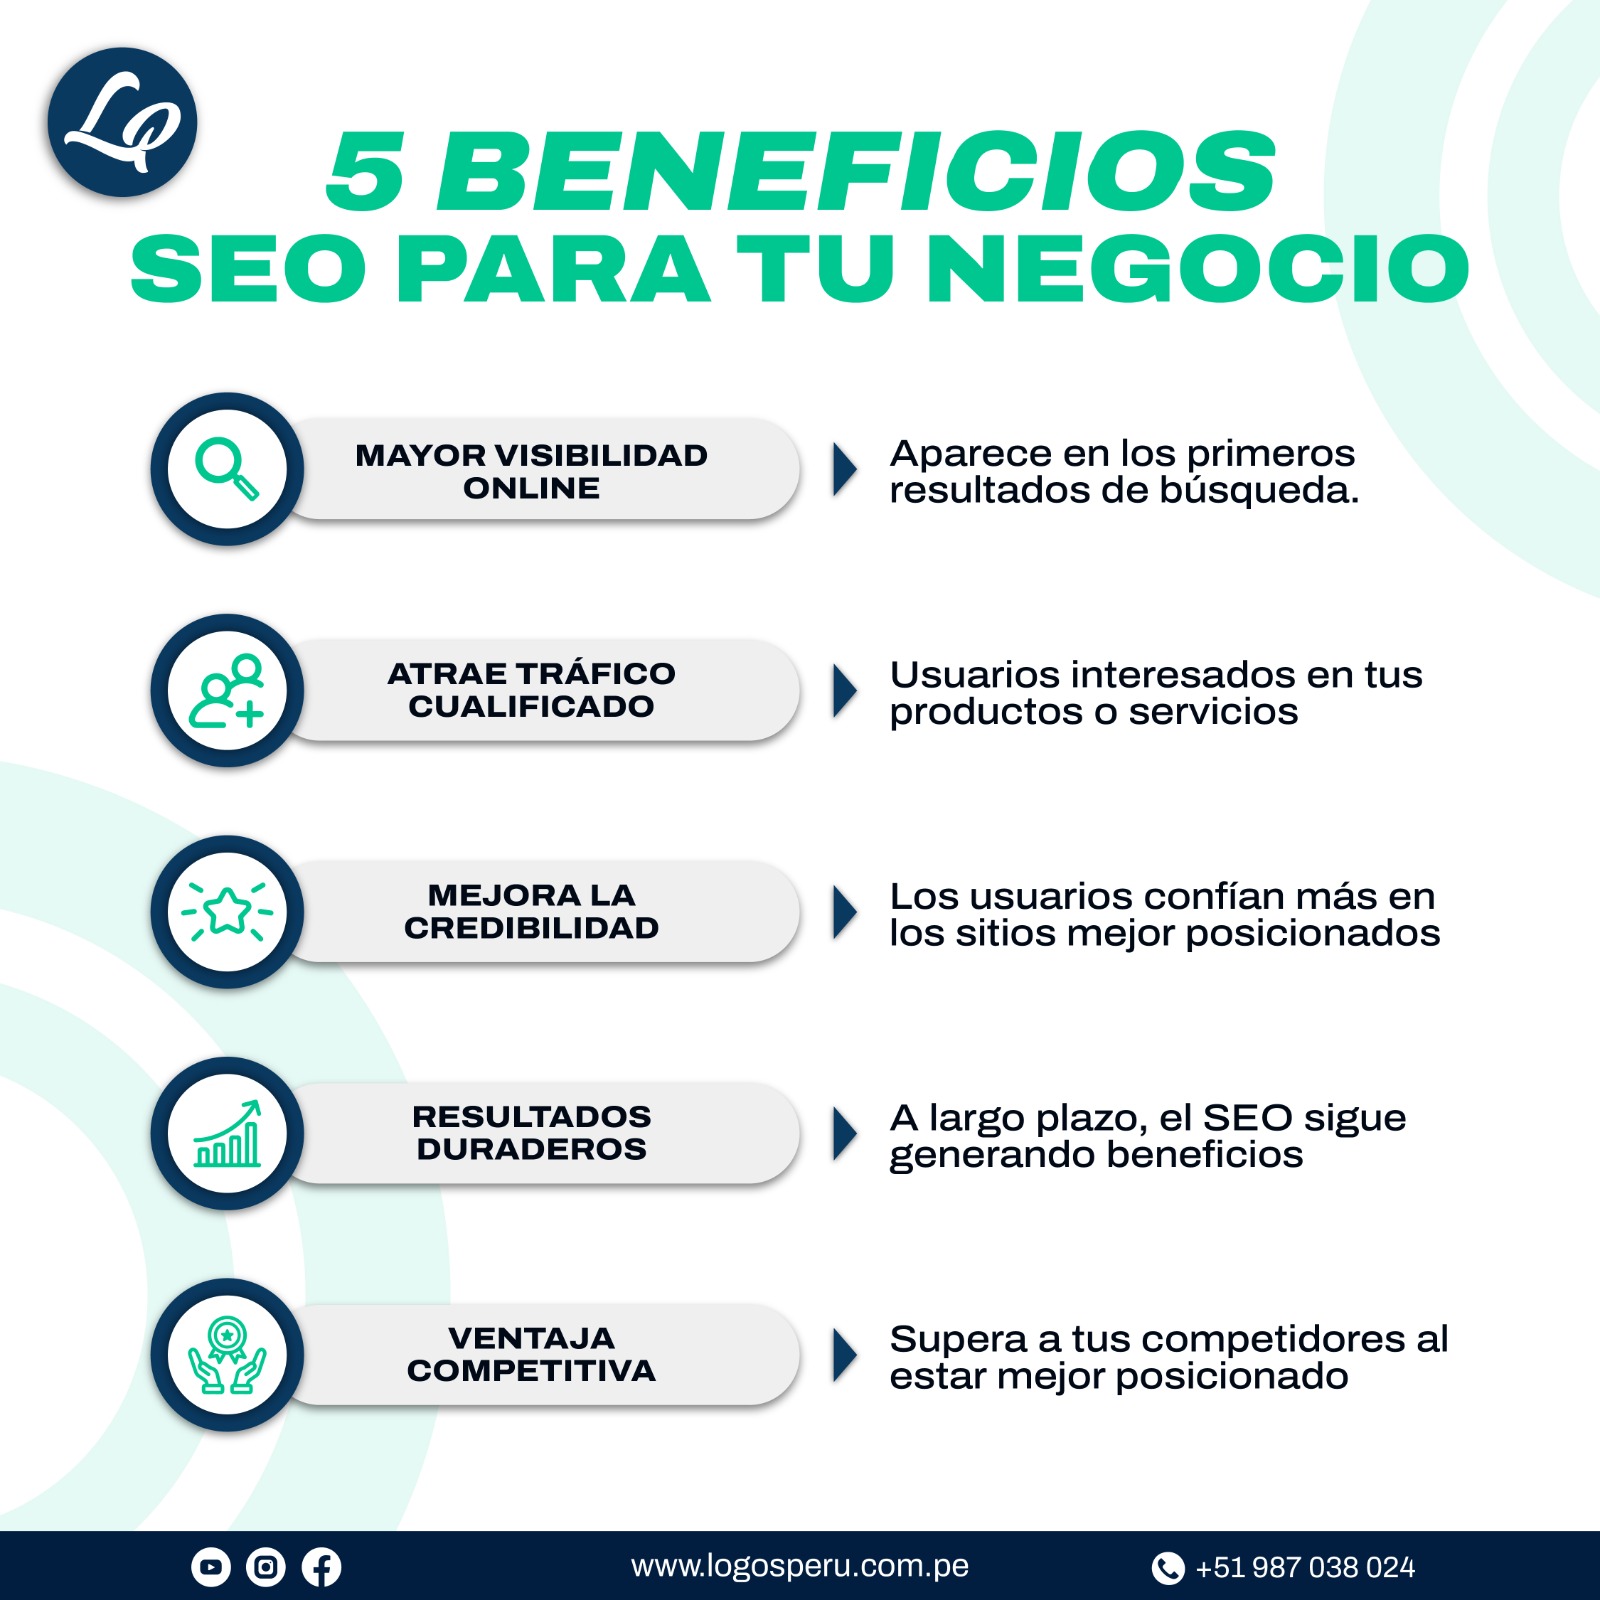 LP
5 BENEFICIOS
SEO PARA TU NEGOCIO
MAYOR VISIBILIDAD
ONLINE
Aparece en los primeros
resultados de búsqueda.
ATRAE TRÁFICO
CUALIFICADO
Usuarios interesados en tus
productos o servicios
MEJORA LA
CREDIBILIDAD
Los usuarios confían más en
los sitios mejor posicionados
RESULTADOS
DURADEROS
A largo plazo, el SEO sigue
generando beneficios
VENTAJA
COMPETITIVA
Supera a tus competidores al
estar mejor posicionado
www.logosperu.com.pe
+51 987 038 024